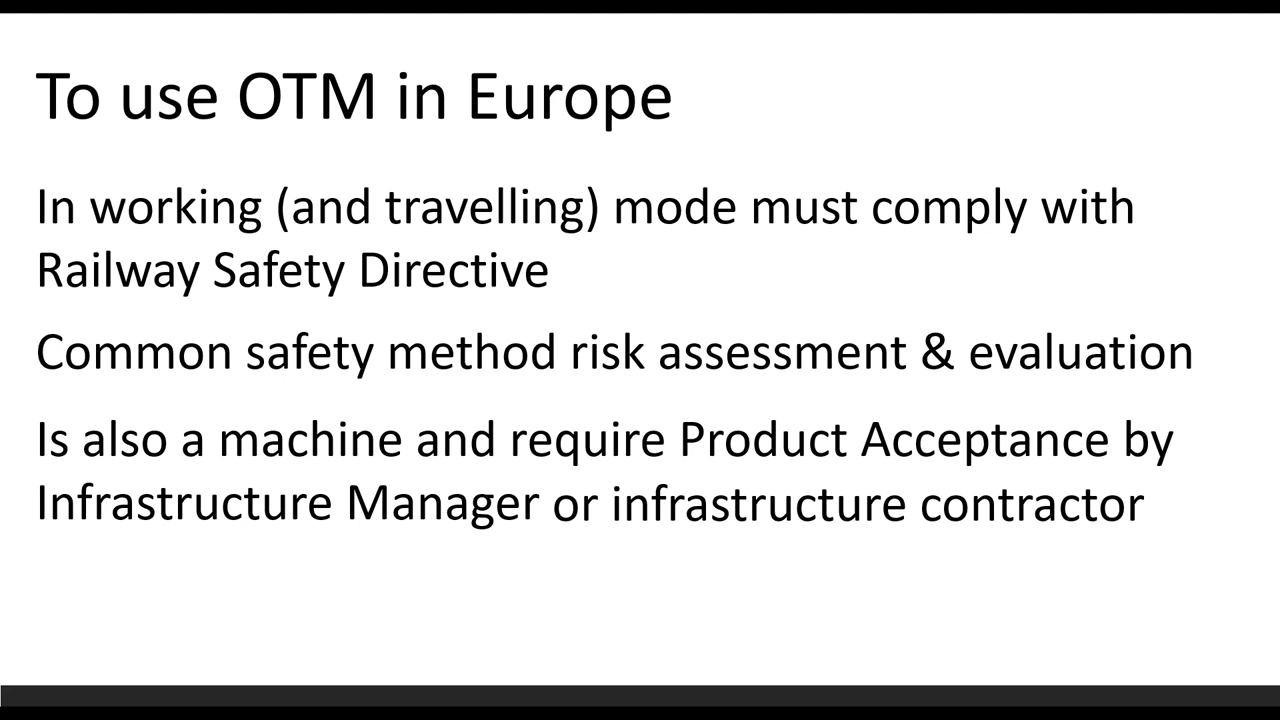 To use OTM in Europe
In working (and travelling) mode must comply with
Railway Safety Directive
Common safety method risk assessment & evaluation
Is also a machine and require Product Acceptance by
Infrastructure Manager or infrastructure contractor